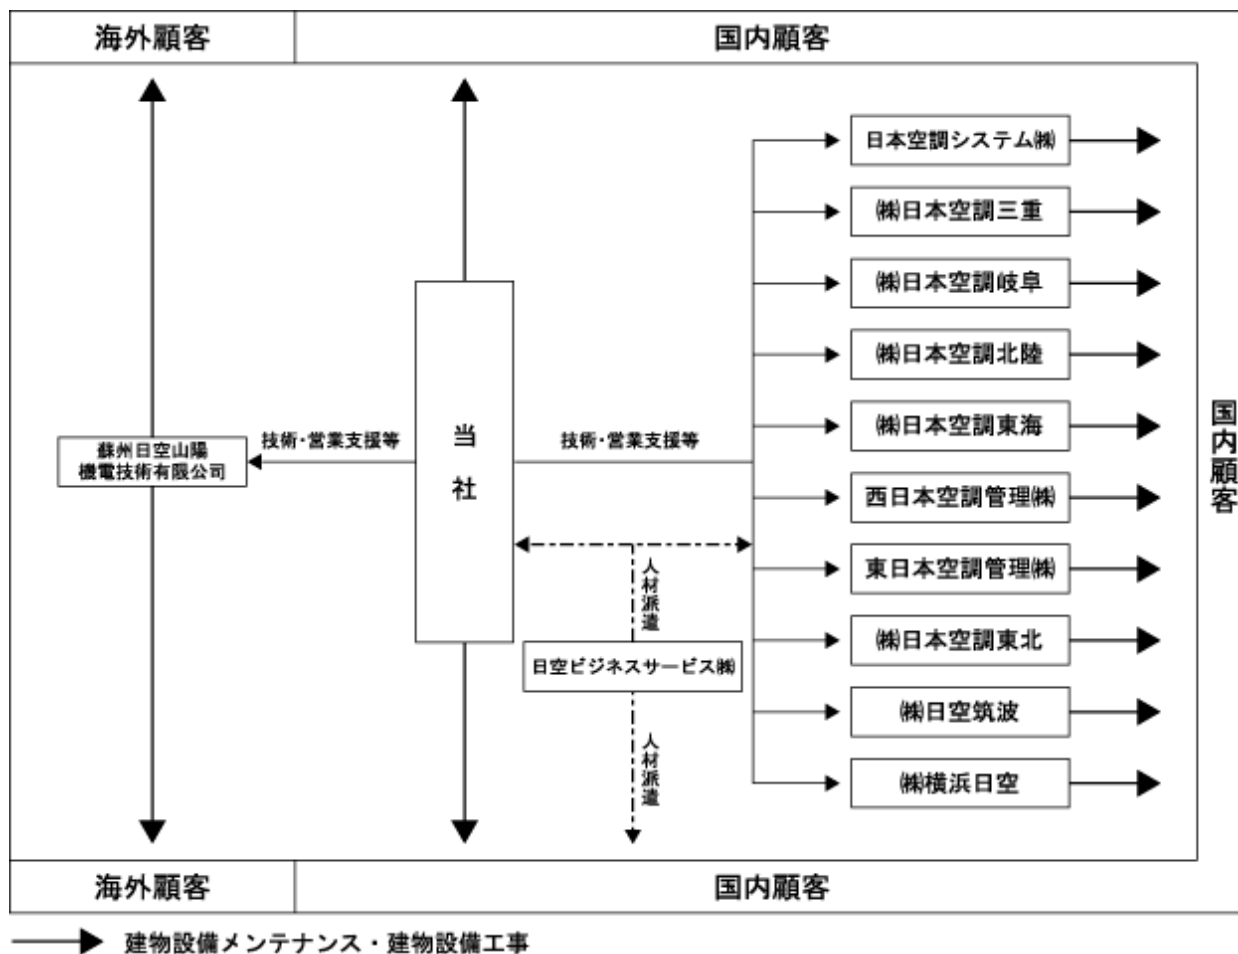 海外顧客
国内顧客
日本空調システム㈱
㈱日本空調三重
㈱日本空調岐阜
㈱日本空調北陸
㈱日本空調東海
西日本空調管理㈱
東日本空調管理㈱
㈱日本空調東北
㈱日空筑波
㈱横浜日空
国内顧客
当社
技術・営業支援等
技術・営業支援等
蘇州日空山陽
機電技術有限公司
人材派遣
日空ビジネスサービス㈱
人材派遣
海外顧客
国内顧客
建物設備メンテナンス・建物設備工事